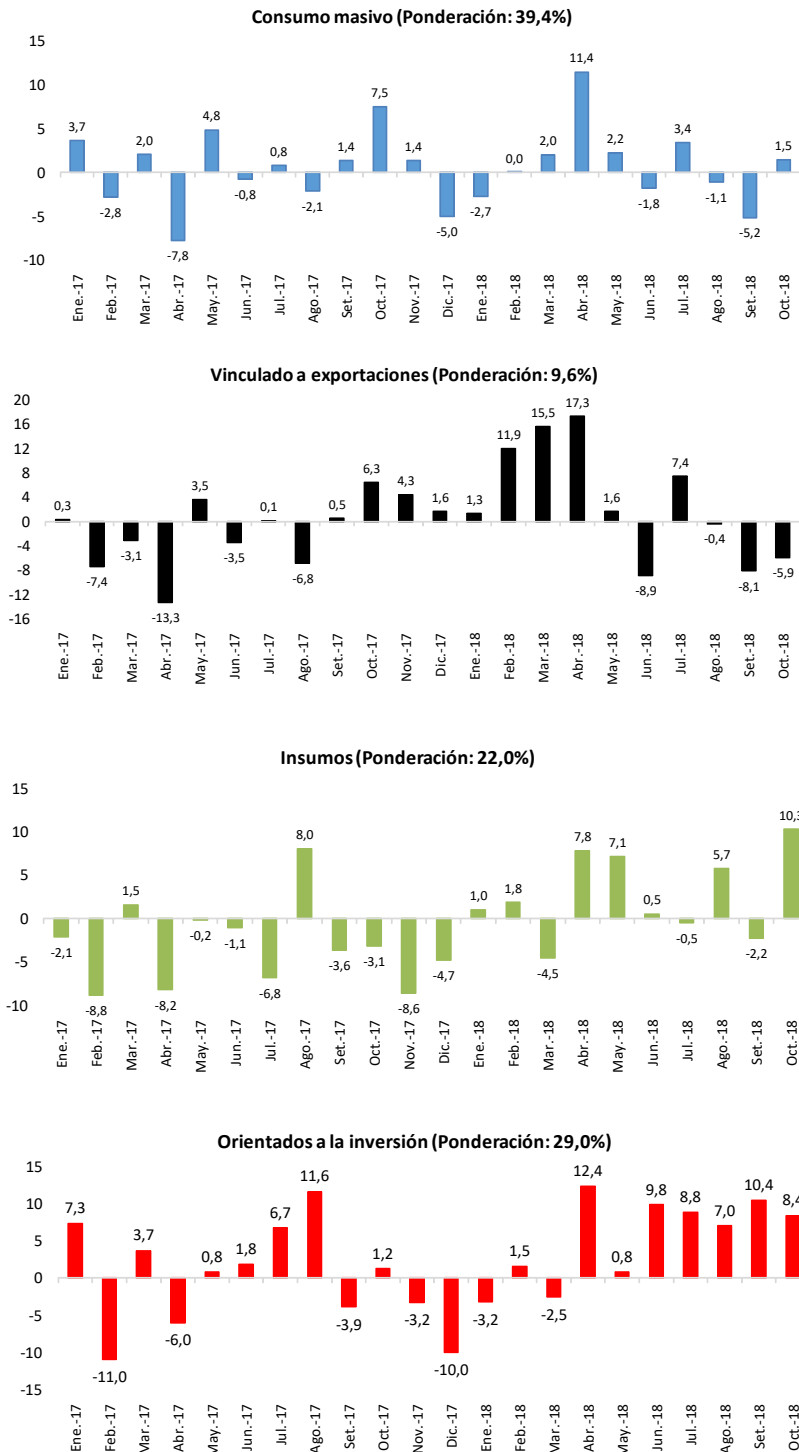 Consumo masivo (Ponderación: 39,4%)
15
10
5
0
-5
-10
3,7
-2,8
2,0
-7,8
4,8
-0,8
0,8
-2,1
1,4
7,5
1,4
-5,0
-2,7
0,0
2,0
11,4
2,2
-1,8
3,4
-1,1
-5,2
1,5
Ene.-17
Feb.-17
Mar.-17
Abr.-17
May.-17
Jun.-17
Jul.-17
Ago.-17
Set.-17
Oct.-17
Nov.-17
Dic.-17
Ene.-18
Feb.-18
Mar.-18
Abr.-18
May.-18
Jun.-18
Jul.-18
Ago.-18
Set.-18
Oct.-18
Vinculado a exportaciones (Ponderación: 9,6%)
20
16
12
8
4
0
-4
-8
-12
-16
0,3
-7,4
-3,1
-13,3
3,5
-3,5
0,1
-6,8
0,5
6,3
4,3
1,6
1,3
11,9
15,5
17,3
1,6
-8,9
7,4
-0,4
-8,1
-5,9
Ene.-17
Feb.-17
Mar.-17
Abr.-17
May.-17
Jun.-17
Jul.-17
Ago.-17
Set.-17
Oct.-17
Nov.-17
Dic.-17
Ene.-18
Feb.-18
Mar.-18
Abr.-18
May.-18
Jun.-18
Jul.-18
Ago.-18
Set.-18
Oct.-18
Insumos (Ponderación: 22,0%)
15
10
5
0
-5
-10
-2,1
-8,8
1,5
-8,2
-0,2
-1,1
-6,8
8,0
-3,6
-3,1
-8,6
-4,7
1,0
1,8
-4,5
7,8
7,1
0,5
-0,5
5,7
-2,2
10,3
Ene.-17
Feb.-17
Mar.-17
Abr.-17
May.-17
Jun.-17
Jul.-17
Ago.-17
Set.-17
Oct.-17
Nov.-17
Dic.-17
Ene.-18
Feb.-18
Mar.-18
Abr.-18
May.-18
Jun.-18
Jul.-18
Ago.-18
Set.-18
Oct.-18
Orientados a la inversión (Ponderación: 29,0%)
15
10
5
0
-5
-10
-15
7,3
-11,0
3,7
-6,0
0,8
1,8
6,7
11,6
-3,9
1,2
-3,2
-10,0
-3,2
1,5
-2,5
12,4
0,8
9,8
8,8
7,0
10,4
8,4
Ene.-17
Feb.-17
Mar.-17
Abr.-17
May.-17
Jun.-17
Jul.-17
Ago.-17
Set.-17
Oct.-17
Nov.-17
Dic.-17
Ene.-18
Feb.-18
Mar.-18
Abr.-18
May.-18
Jun.-18
Jul.-18
Ago.-18
Set.-18
Oct.-18